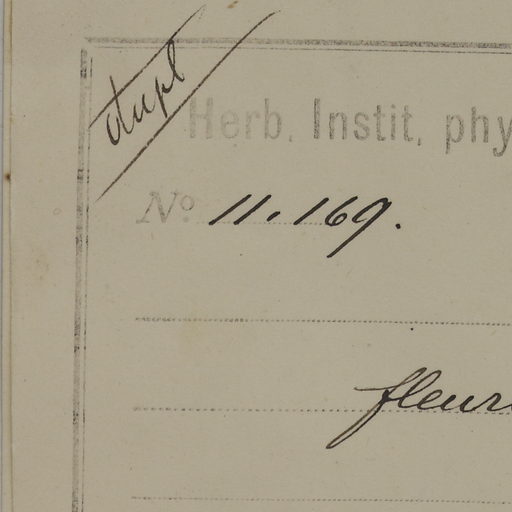 dupl
Herb. Instit. phy
No 11.169.
fleur